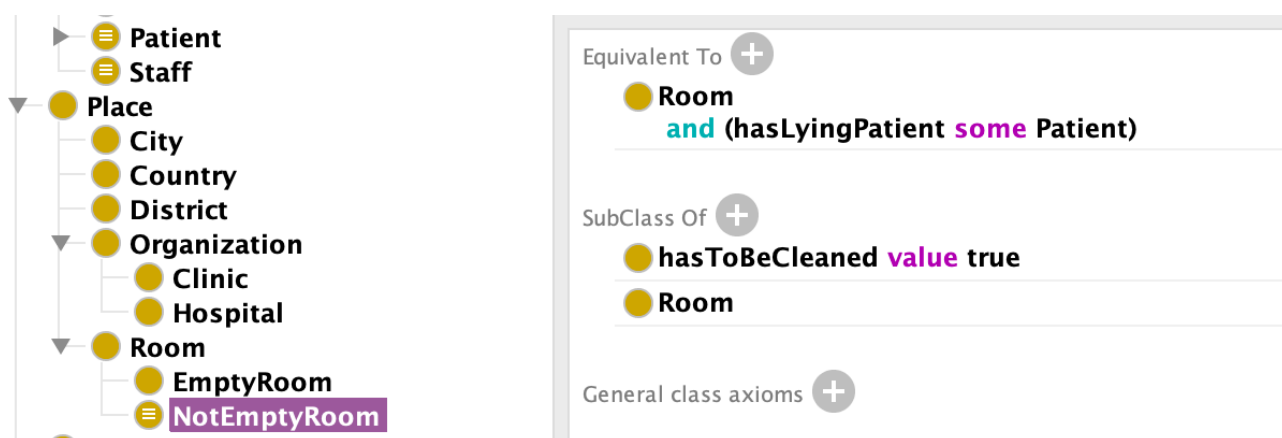 Patient
Staff
Place
City
Country
District
Organization
Clinic
Hospital
Room
EmptyRoom
NotEmptyRoom
Equivalent To
Room
and (hasLyingPatient some Patient)
SubClass Of
hasToBeCleaned value true
Room
General class axioms